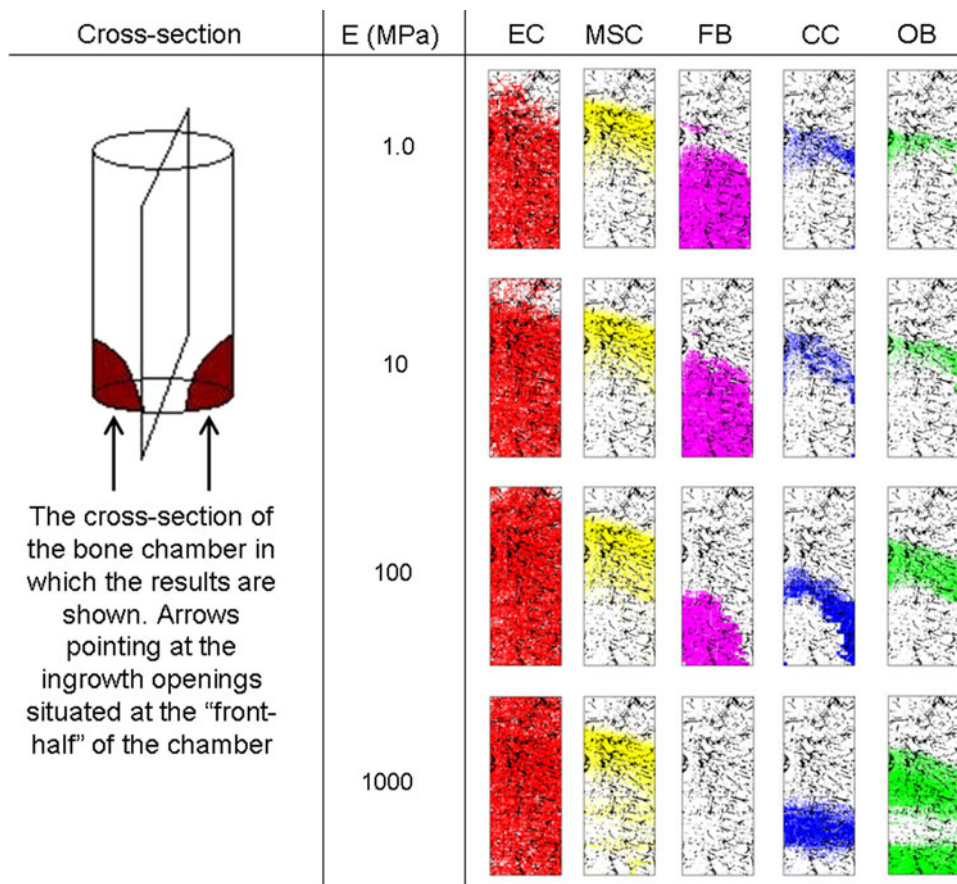 Cross-section E (MPa) EC MSC FB CC OB
1.0
10
The cross-section of
the bone chamber in
which the results are
shown. Arrows
pointing at the
ingrowth openings
situated at the “front-
half” of the chamber
100
1000